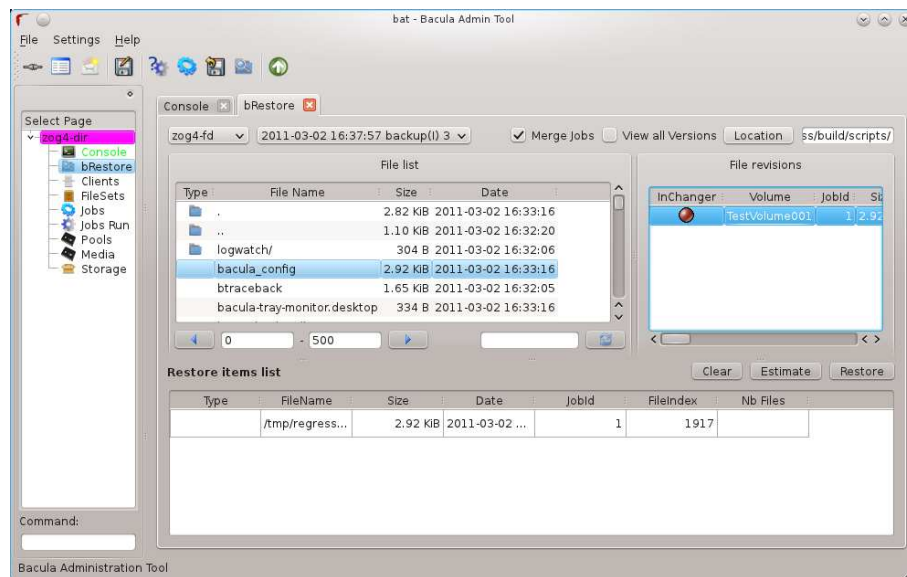 bat - Bacula Admin Tool
File Settings Help
Select Page
zog4-dir
Console
bRestore
Clients
FileSets
Jobs
Jobs Run
Pools
Media
Storage
Command:
Console bRestore
zog4-fd 2011-03-02 16:37:57 backup(I) 3 Merge Jobs View all Versions Location ss/build/scripts/
File list
Type File Name Size Date
. 2.82 KiB 2011-03-02 16:33:16
.. 1.10 KiB 2011-03-02 16:32:20
logwatch/ 304 B 2011-03-02 16:32:06
bacula_config 2.92 KiB 2011-03-02 16:33:16
btraceback 1.65 KiB 2011-03-02 16:32:05
bacula-tray-monitor.desktop 334 B 2011-03-02 16:33:16
0 - 500
File revisions
InChanger Volume JobId Siz
TestVolume001 1 2.92
Restore items list Clear Estimate Restore
Type FileName Size Date JobId FileIndex Nb Files
/tmp/regress... 2.92 KiB 2011-03-02 ... 1 1917
Bacula Administration Tool